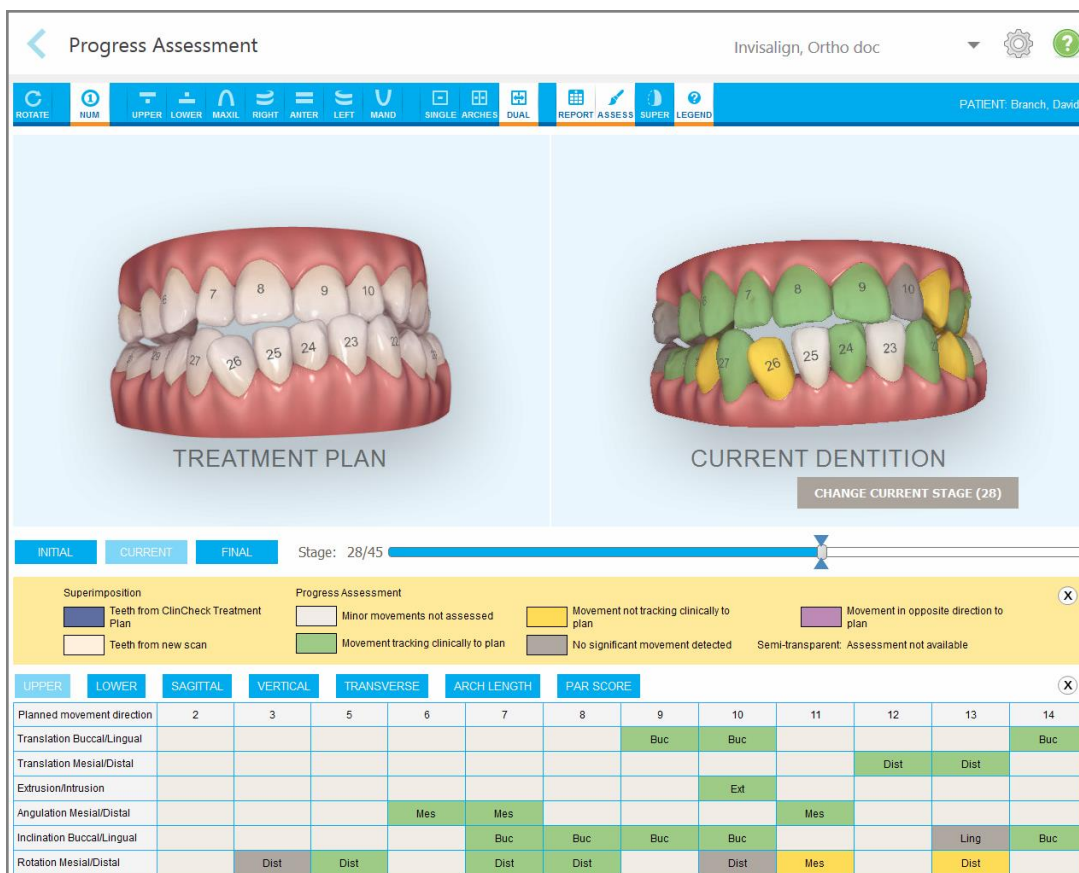 Progress Assessment
Invisalign, Ortho doc
?
ROTATE NUM UPPER LOWER MAXIL RIGHT ANTER LEFT MAND SINGLE ARCHES DUAL REPORT ASSESS SUPER LEGEND
PATIENT: Branch, David
7 8 9 10
27 26 25 24 23 22
TREATMENT PLAN
7 8 9 10
27 26 25 24 23
CURRENT DENTITION
CHANGE CURRENT STAGE (28)
INITIAL CURRENT FINAL Stage: 28/45
Superimposition Progress Assessment X
Teeth from ClinCheck Treatment Plan
Minor movements not assessed
Movement not tracking clinically to plan
Movement in opposite direction to plan
Teeth from new scan
Movement tracking clinically to plan
No significant movement detected
Semi-transparent: Assessment not available
UPPER LOWER SAGITTAL VERTICAL TRANSVERSE ARCH LENGTH PAR SCORE X
Planned movement direction 2 3 5 6 7 8 9 10 11 12 13 14
Translation Buccal/Lingual Buc Buc Buc
Translation Mesial/Distal Dist Dist
Extrusion/Intrusion Ext
Angulation Mesial/Distal Mes Mes Mes
Inclination Buccal/Lingual Buc Buc Buc Buc Ling Buc
Rotation Mesial/Distal Dist Dist Dist Dist Dist Mes Dist